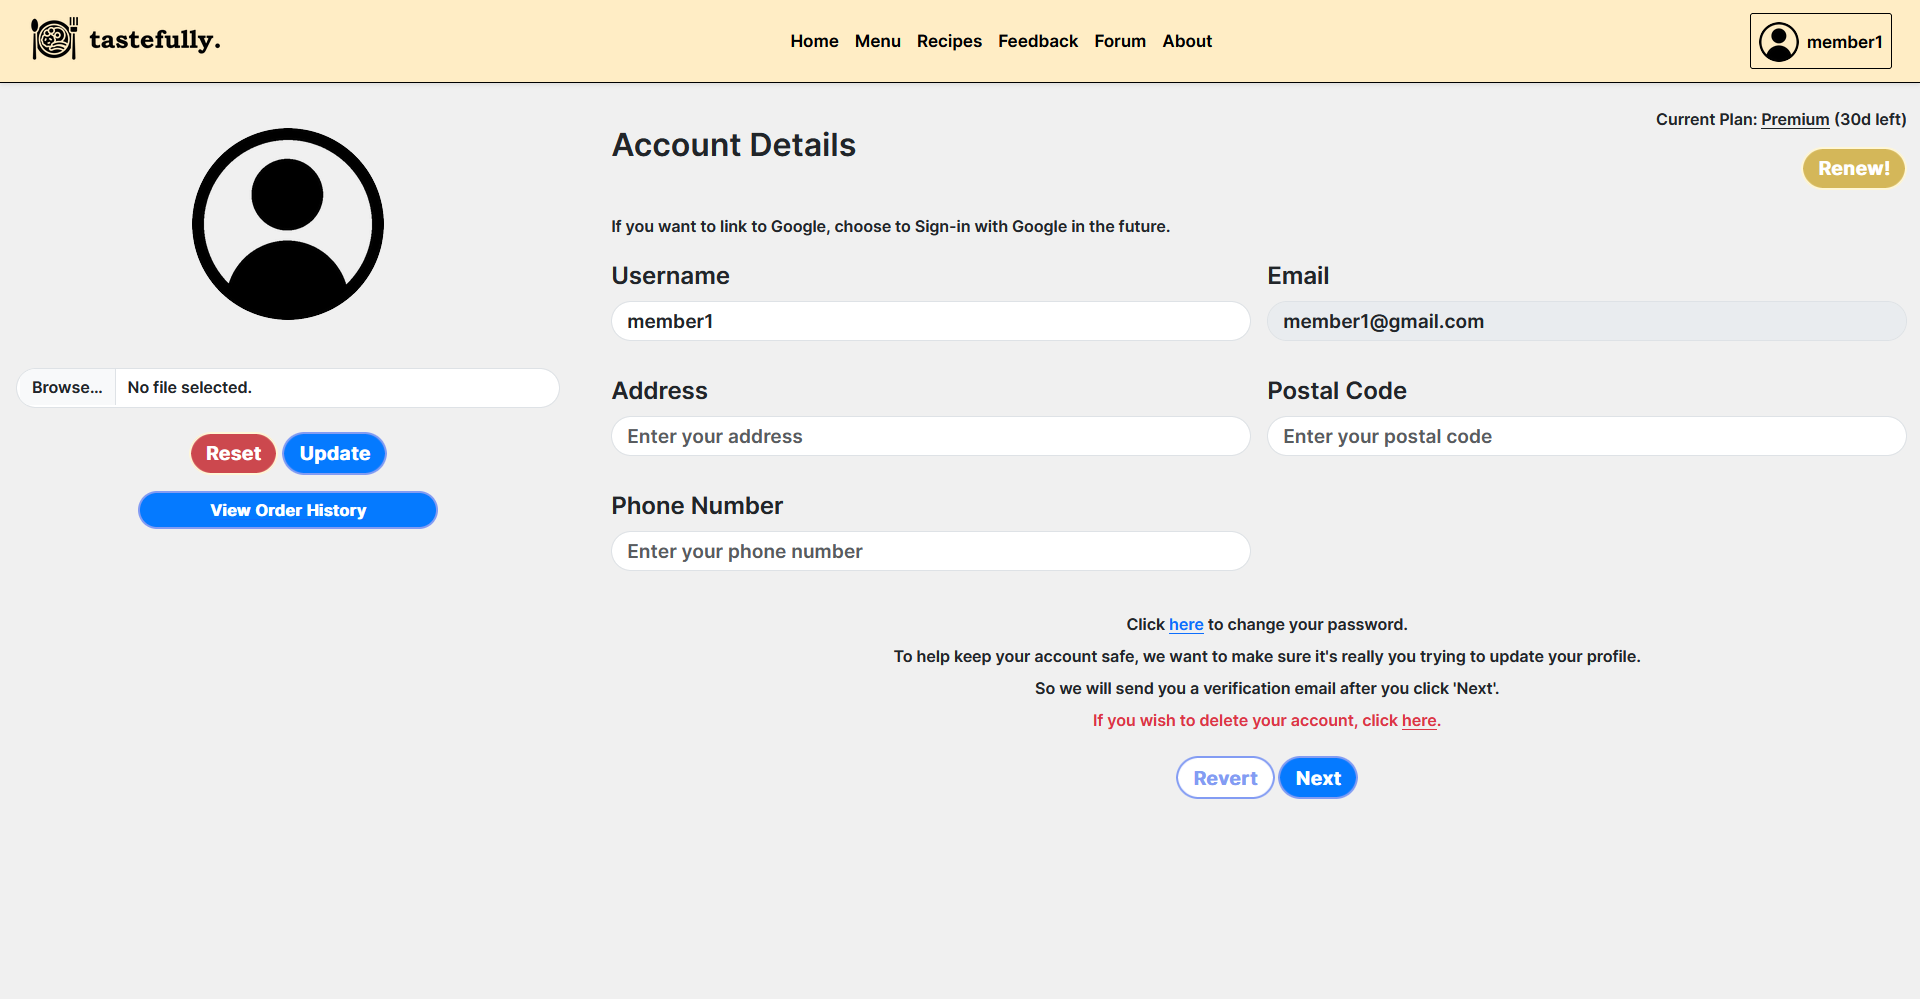 tastefully.
Home Menu Recipes Feedback Forum About
member1
Current Plan: Premium (30d left)
Renew!
Browse... No file selected.
Reset Update
View Order History
Account Details
If you want to link to Google, choose to Sign-in with Google in the future.
Username
member1
Email
member1@gmail.com
Address
Enter your address
Postal Code
Enter your postal code
Phone Number
Enter your phone number
Click here to change your password.
To help keep your account safe, we want to make sure it's really you trying to update your profile.
So we will send you a verification email after you click 'Next'.
If you wish to delete your account, click here.
Revert Next